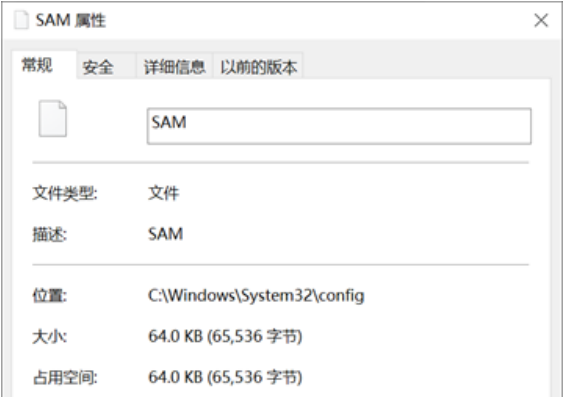 SAM 属性
常规 安全 详细信息 以前的版本
SAM
文件类型: 文件
描述: SAM
位置: C:\Windows\System32\config
大小: 64.0 KB (65,536 字节)
占用空间: 64.0 KB (65,536 字节)